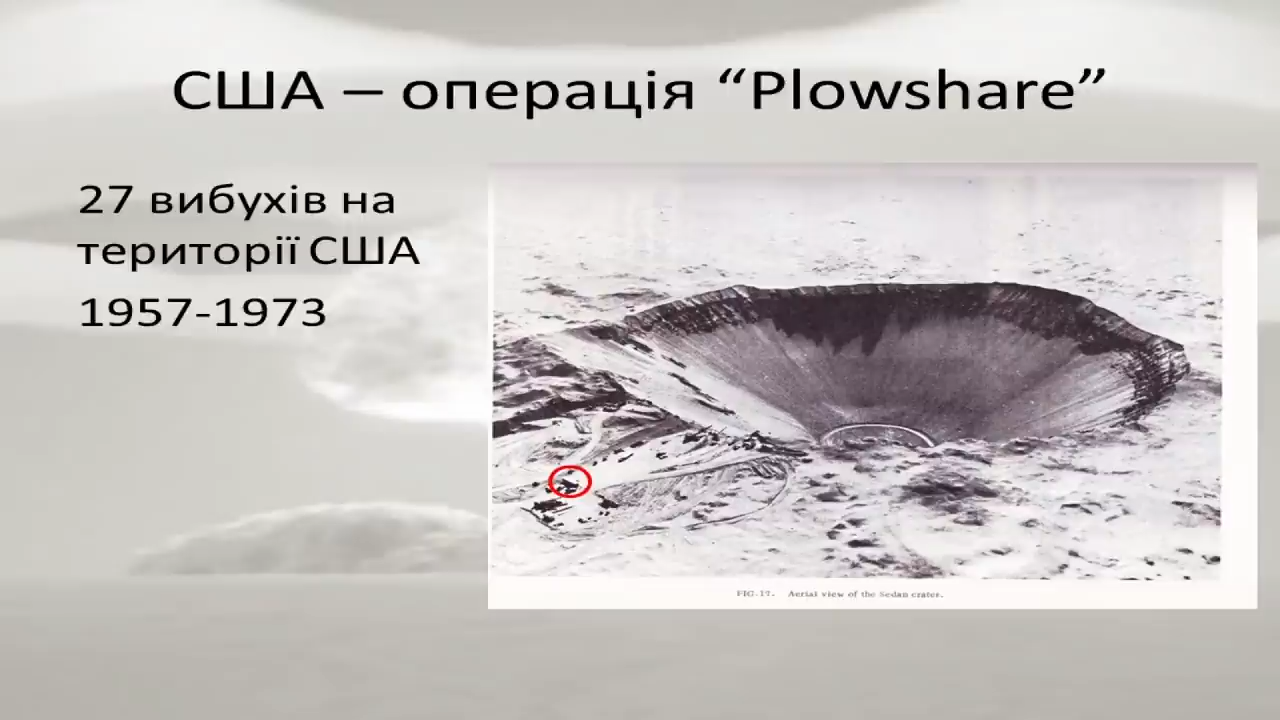 США – операція “Plowshare”
27 вибухів на
території США
1957-1973
FIG.17. Aerial view of the Sedan crater.